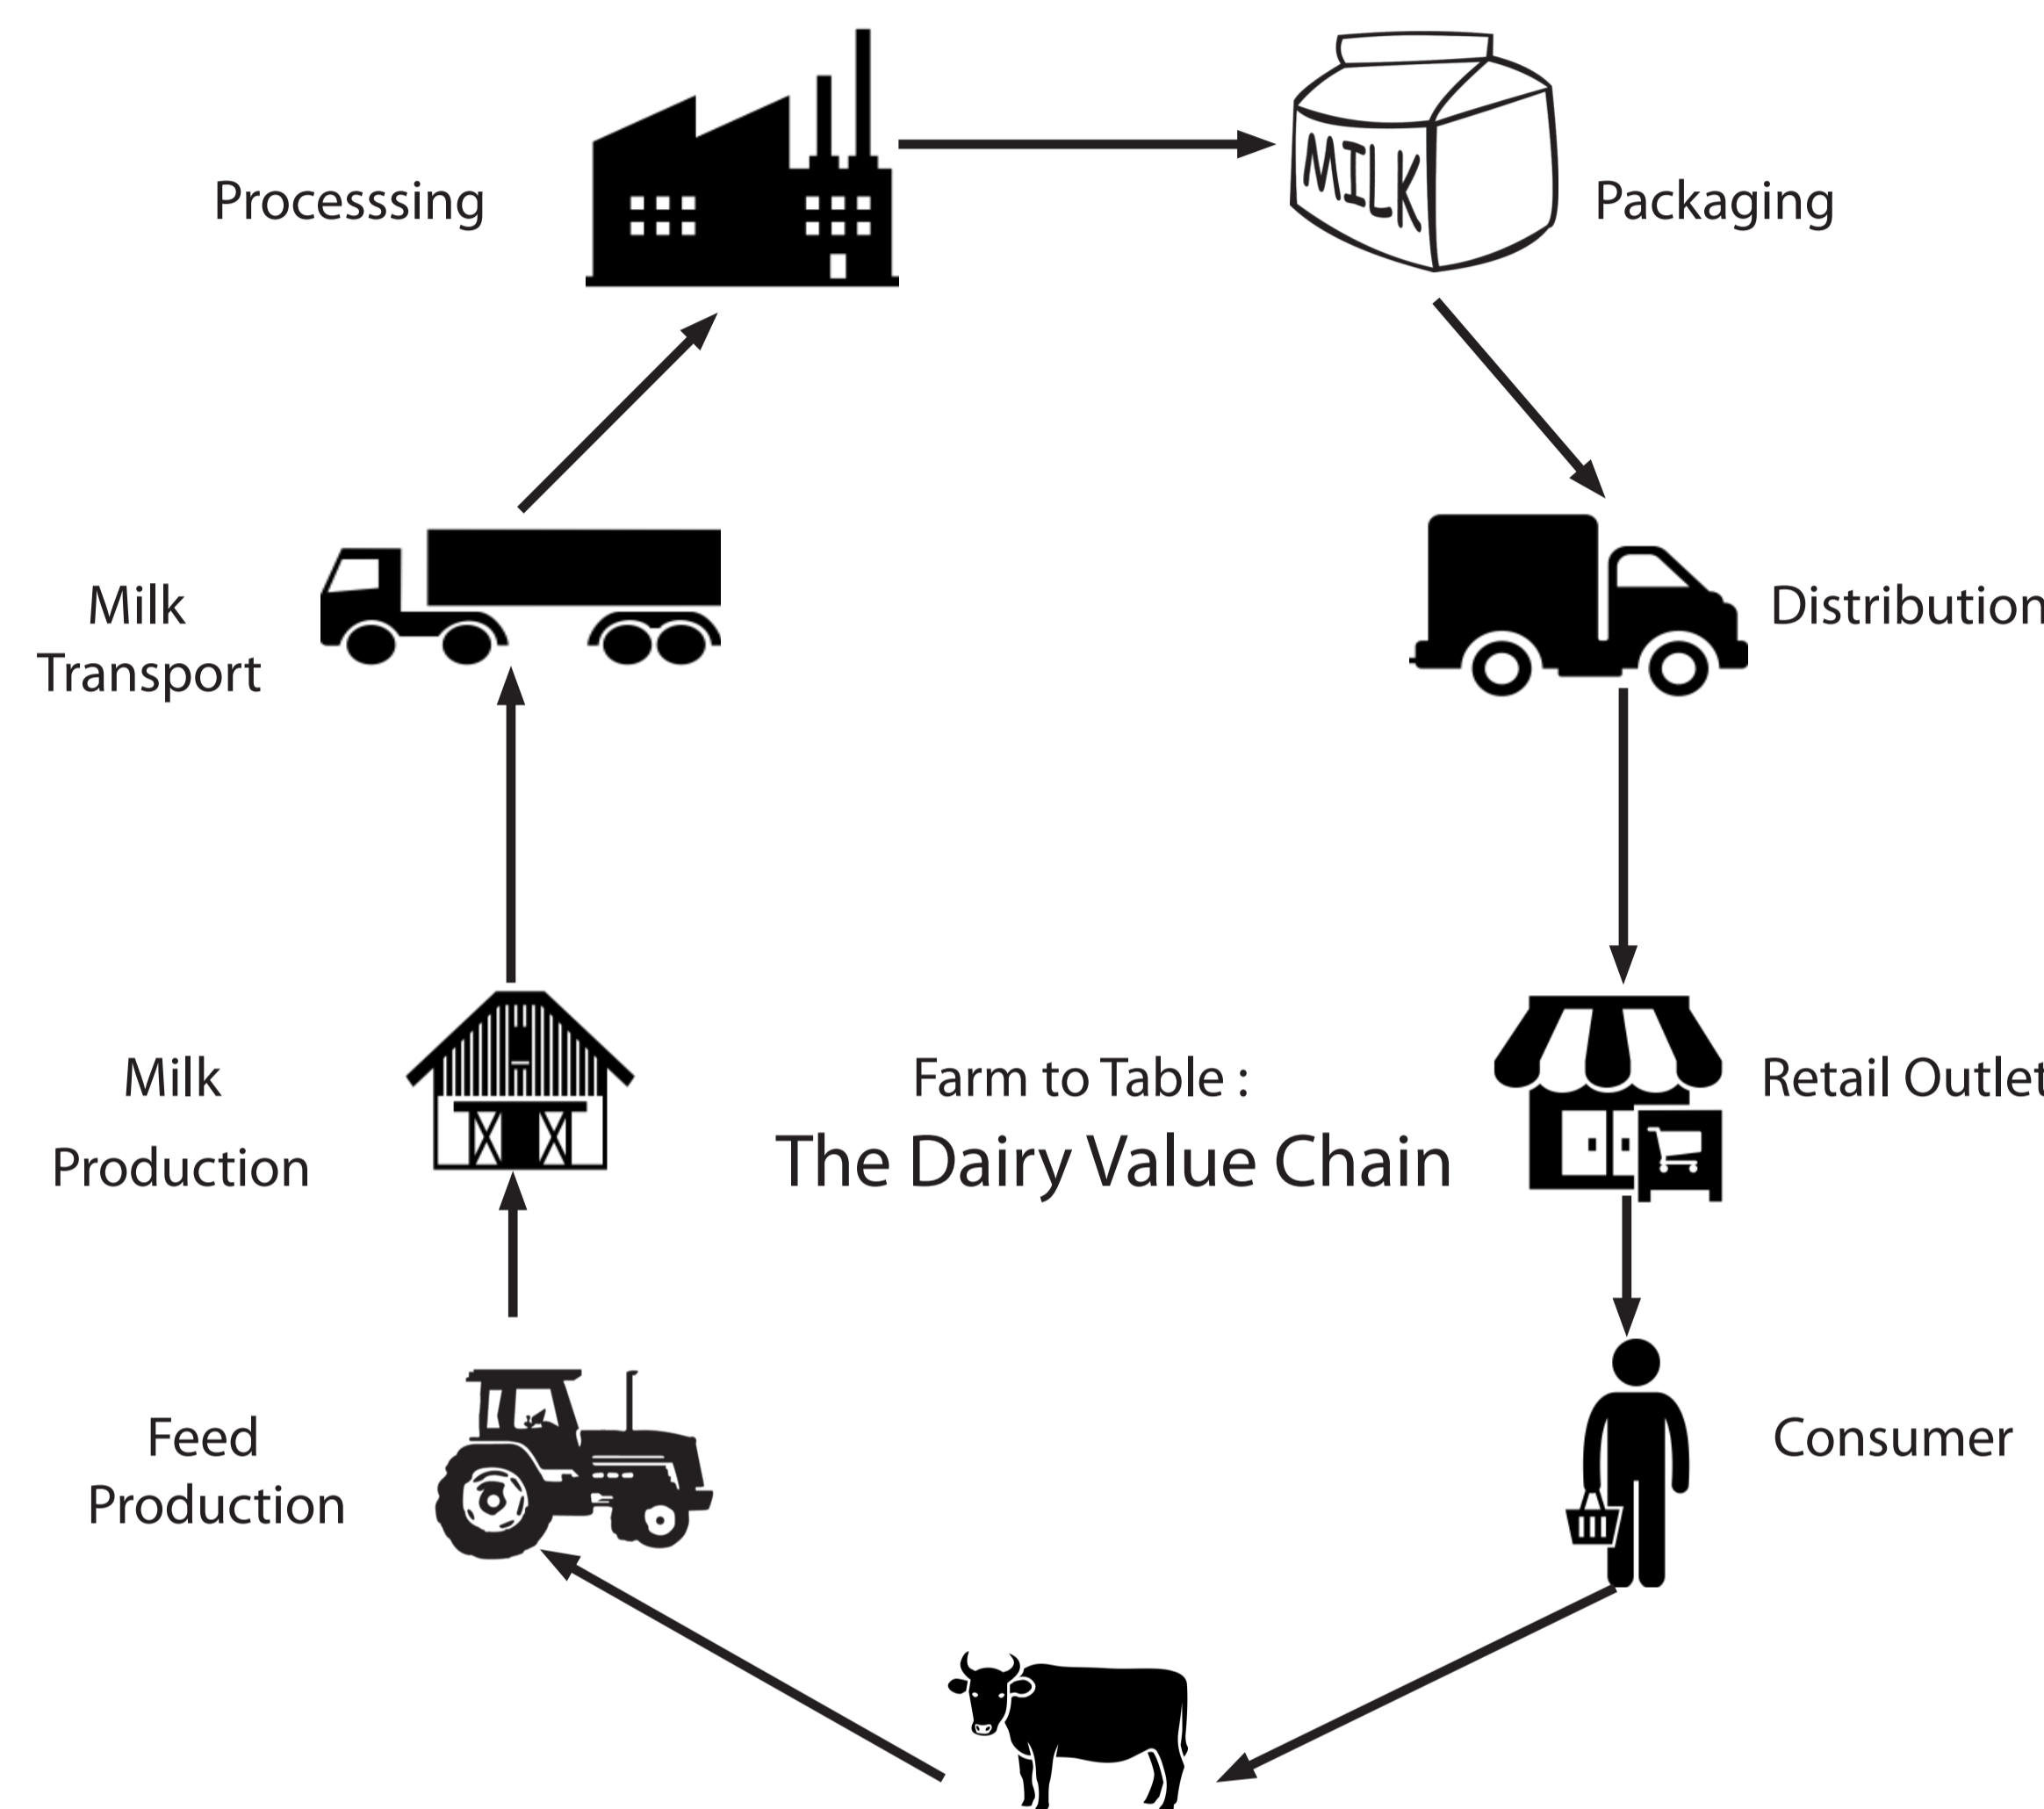 Processsing
MILK
Packaging
Milk
Transport
Distribution
Milk
Production
Farm to Table :
The Dairy Value Chain
Retail Outlet
Feed
Production
Consumer